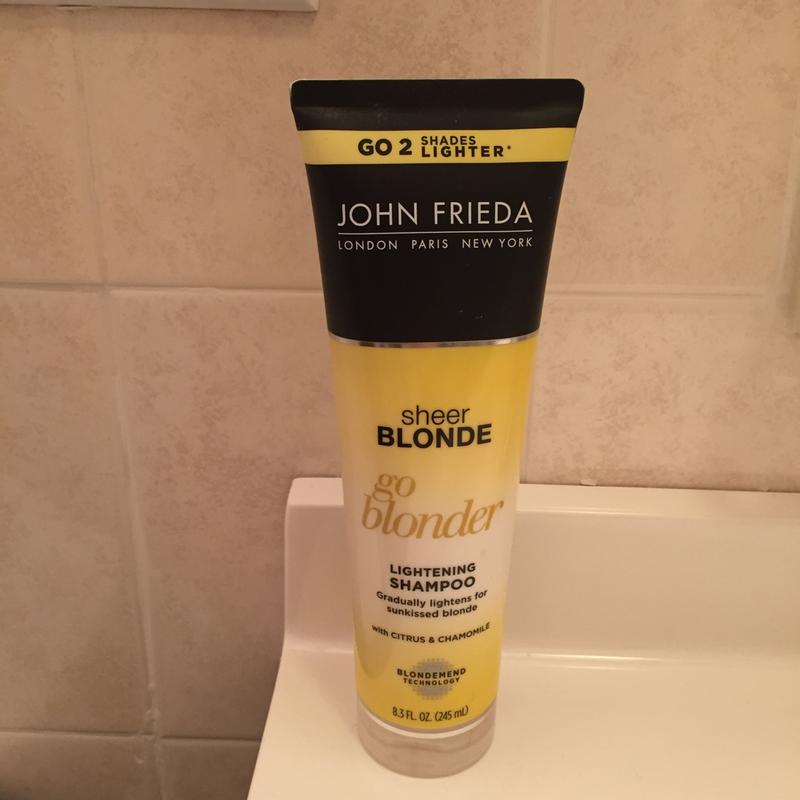 GO 2 SHADES LIGHTER*
JOHN FRIEDA
LONDON PARIS NEW YORK
sheer
BLONDE
go
blonder
LIGHTENING
SHAMPOO
Gradually lightens for
sunkissed blonde
with CITRUS & CHAMOMILE
BLONDEMEND
TECHNOLOGY
8.3 FL. OZ. (245 mL)